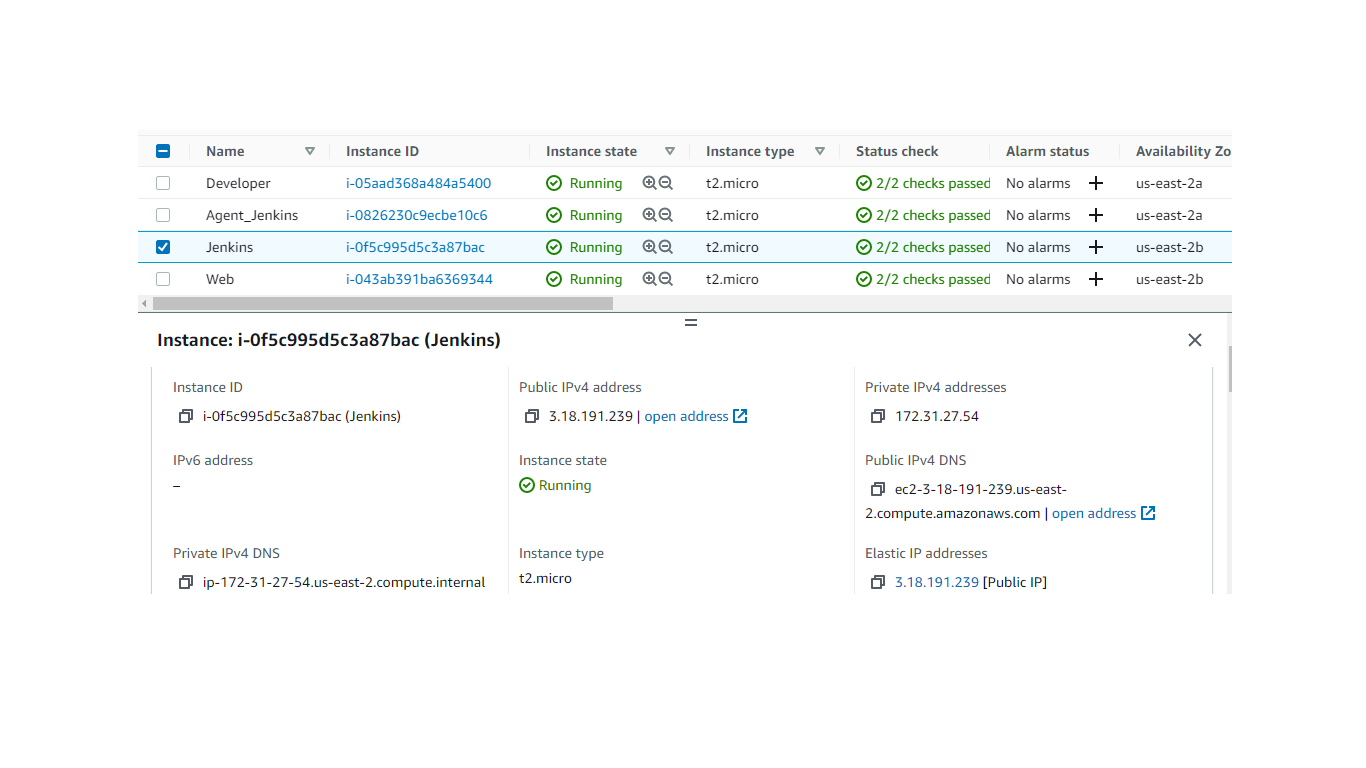 Name Instance ID Instance state Instance type Status check Alarm status Availability Zo
Developer i-05aad368a484a5400 Running t2.micro 2/2 checks passed No alarms us-east-2a
Agent_Jenkins i-0826230c9ecbe10c6 Running t2.micro 2/2 checks passed No alarms us-east-2a
Jenkins i-0f5c995d5c3a87bac Running t2.micro 2/2 checks passed No alarms us-east-2b
Web i-043ab391ba6369344 Running t2.micro 2/2 checks passed No alarms us-east-2b
Instance: i-0f5c995d5c3a87bac (Jenkins)
Instance ID Public IPv4 address Private IPv4 addresses
i-0f5c995d5c3a87bac (Jenkins) 3.18.191.239 | open address 172.31.27.54
IPv6 address Instance state Public IPv4 DNS
– Running ec2-3-18-191-239.us-east-
2.compute.amazonaws.com | open address
Private IPv4 DNS Instance type Elastic IP addresses
ip-172-31-27-54.us-east-2.compute.internal t2.micro 3.18.191.239 [Public IP]